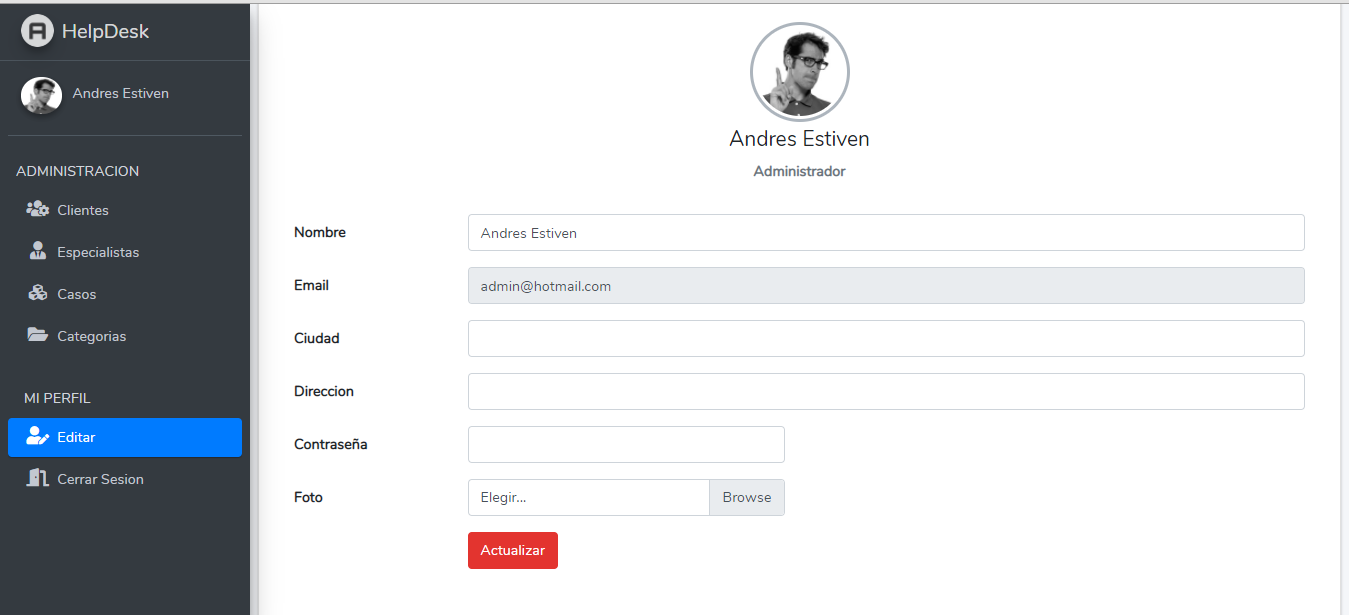 HelpDesk
Andres Estiven
ADMINISTRACION
Clientes
Especialistas
Casos
Categorias
MI PERFIL
Editar
Cerrar Sesion
Andres Estiven
Administrador
Nombre
Andres Estiven
Email
admin@hotmail.com
Ciudad
Direccion
Contraseña
Foto
Elegir... Browse
Actualizar